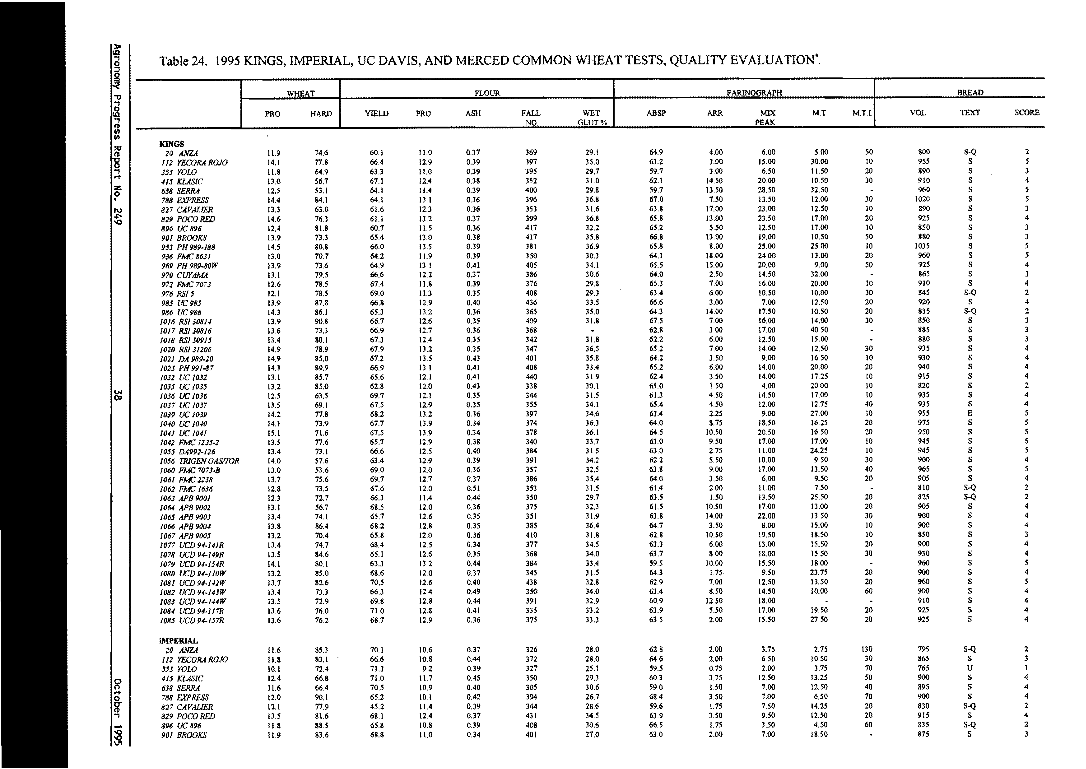 Agronomy Progress Report No. 249
38
October 1995
Table 24. 1995 KINGS, IMPERIAL, UC DAVIS, AND MERCED COMMON WHEAT TESTS, QUALITY EVALUATION*.
WHEAT FLOUR FARINOGRAPH BREAD
PRO HARD YIELD PRO ASH FALL NO. WET GLUT % ABSP ARR MIX PEAK M.T M.T.I. VOL TEXT SCORE
KINGS
20 ANZA 11.9 74.6 60.3 11.0 0.37 369 29.1 64.9 4.00 6.00 5.00 50 800 S-Q 2
112 YECORA ROJO 14.1 77.8 66.4 12.9 0.39 397 35.0 61.2 3.00 15.00 30.00 10 955 S 5
353 YOLO 11.8 64.9 63.3 11.0 0.39 395 29.7 59.7 3.00 6.50 11.50 20 890 S 3
415 KLASIC 13.0 56.7 67.1 12.4 0.38 352 31.0 62.1 14.50 20.00 10.50 30 910 S 4
638 SERRA 12.5 53.1 64.1 11.4 0.39 400 29.8 59.7 13.50 28.50 32.50 - 960 S 5
788 EXPRESS 14.4 84.1 64.1 13.1 0.36 396 36.8 67.0 7.50 13.50 12.00 30 1020 S 5
827 CAVALIER 13.3 63.0 61.6 12.3 0.36 353 31.6 63.8 17.00 23.00 12.50 10 890 S 3
829 POCO RED 14.6 76.3 61.1 13.2 0.37 399 36.8 65.8 13.00 23.50 17.00 20 925 S 4
896 UC 896 12.4 81.8 60.7 11.5 0.36 417 32.2 65.2 5.50 12.50 17.00 10 850 S 3
901 BROOKS 13.9 73.3 65.4 13.0 0.38 417 35.8 66.8 13.00 19.00 10.50 50 880 S 3
953 PH 989-188 14.5 80.8 66.0 13.5 0.39 381 36.9 65.8 8.00 25.00 25.00 10 1035 S 5
956 FMC 8631 13.0 70.7 64.2 11.9 0.39 350 30.3 64.1 18.00 24.00 13.00 20 960 S 5
969 PH 989-80W 13.9 73.6 64.9 13.1 0.41 405 34.1 65.5 15.00 20.00 9.00 50 925 S 4
970 CUYAMA 13.1 79.5 66.6 12.2 0.37 386 30.6 64.0 2.50 14.50 32.00 - 865 S 3
972 FMC 7073 12.6 78.5 67.4 11.8 0.39 376 29.8 65.3 7.00 16.00 20.00 10 910 S 4
976 RSI 5 12.1 78.5 69.0 11.3 0.35 408 29.3 63.4 6.00 10.50 10.00 10 845 S-Q 2
985 UC 985 13.9 87.8 66.8 12.9 0.40 436 33.5 66.6 3.00 7.00 12.50 20 920 S 4
986 UC 986 14.3 86.1 65.3 13.2 0.36 365 35.0 64.3 14.00 17.50 10.50 20 815 S-Q 2
1016 RSI 30814 13.9 90.8 66.7 12.6 0.35 409 31.8 67.5 7.00 16.00 14.00 30 850 S 3
1017 RSI 30816 13.6 73.3 66.9 12.7 0.36 368 - 62.8 3.00 17.00 40.50 - 885 S 3
1018 RSI 30915 13.4 80.1 67.3 12.4 0.35 342 31.8 62.2 6.00 12.50 15.00 - 880 S 3
1020 RSI 31206 14.9 78.9 67.9 13.2 0.35 347 36.5 65.2 7.00 14.00 12.50 30 935 S 4
1021 DA 989-20 14.9 85.0 67.2 13.5 0.43 401 35.8 64.2 3.50 9.00 16.50 10 930 S 4
1023 PH 991-87 14.3 89.9 66.9 13.1 0.41 408 33.4 65.2 6.00 14.00 20.00 20 940 S 4
1032 UC 1032 13.1 85.7 65.6 12.1 0.41 440 31.9 62.4 3.50 14.00 17.25 10 915 S 4
1035 UC 1035 13.2 85.0 62.8 12.0 0.43 338 30.1 65.0 1.50 4.00 20.00 10 820 S 2
1036 UC 1036 12.5 63.5 69.7 12.1 0.35 344 31.5 61.3 4.50 14.50 17.00 10 935 S 4
1037 UC 1037 13.5 69.1 67.5 12.9 0.35 355 34.1 65.4 4.50 12.00 12.75 40 935 S 4
1039 UC 1039 14.2 77.8 68.2 13.2 0.36 397 34.6 61.4 2.25 9.00 27.00 10 955 E 5
1040 UC 1040 14.1 73.9 67.7 13.9 0.34 374 36.3 64.0 8.75 18.50 16.25 20 975 S 5
1041 UC 1041 15.1 71.6 67.5 13.9 0.34 378 36.1 64.5 10.50 20.50 16.50 20 950 S 5
1042 FMC 1225-2 13.5 77.6 65.7 12.9 0.38 340 33.7 61.0 9.50 17.00 17.00 10 945 S 5
1055 DA992-126 13.4 73.1 66.6 12.5 0.40 384 31.5 63.0 2.75 11.00 24.25 10 945 S 5
1056 TRIGEN GASITOR 14.0 57.6 63.4 12.9 0.39 391 34.2 62.2 5.50 10.00 9.50 30 900 S 4
1060 FMC 7073-B 13.0 53.6 69.0 12.0 0.36 357 32.5 63.8 9.00 17.00 13.50 40 965 S 5
1061 FMC 2238 13.7 75.6 69.7 12.7 0.37 386 35.4 64.0 3.50 6.00 9.50 20 905 S 4
1062 FMC 1636 12.8 73.5 67.6 12.0 0.51 353 31.5 61.4 2.00 11.00 7.50 - 810 S-Q 2
1063 APB 9001 12.3 72.7 66.3 11.4 0.44 350 29.7 63.5 1.50 13.50 25.50 20 825 S-Q 2
1064 APB 9002 13.1 56.7 68.5 12.0 0.36 375 32.3 61.5 10.50 17.00 13.00 20 905 S 4
1065 APB 9003 13.4 74.1 65.7 12.6 0.35 351 31.9 63.8 14.00 22.00 13.50 30 900 S 4
1066 APB 9004 13.8 86.4 68.2 12.8 0.35 385 36.4 64.7 3.50 8.00 15.00 10 900 S 4
1067 APB 9005 13.2 70.4 65.8 12.0 0.36 410 31.8 62.8 10.50 19.50 18.50 10 850 S 3
1077 UCD 94-141R 13.4 74.7 68.4 12.5 0.34 377 34.5 63.3 6.00 13.00 15.50 20 900 S 4
1078 UCD 94-149R 13.5 84.6 65.1 12.6 0.35 368 34.0 63.7 8.00 18.00 15.50 30 930 S 4
1079 UCD 94-154R 14.1 80.1 63.1 13.2 0.44 384 33.4 59.5 10.00 15.50 18.00 - 960 S 5
1080 UCD 94-110W 13.2 85.0 68.6 12.0 0.37 345 31.5 64.3 1.75 9.50 23.75 20 900 S 4
1081 UCD 94-142W 13.7 82.6 70.5 12.6 0.40 438 32.8 62.9 7.00 12.50 13.50 20 960 S 5
1082 UCD 94-143W 13.4 73.3 66.3 12.4 0.49 350 34.0 61.4 8.50 14.50 10.00 60 900 S 4
1083 UCD 94-144W 13.5 73.9 69.8 12.8 0.44 391 32.9 60.9 12.50 18.00 - - 910 S 4
1084 UCD 94-117R 13.6 76.0 71.0 12.8 0.41 335 33.2 61.9 5.50 17.00 19.50 20 925 S 4
1085 UCD 94-157R 13.6 76.2 68.7 12.9 0.36 375 33.3 63.5 2.00 15.50 27.50 20 925 S 4
IMPERIAL
20 ANZA 11.6 85.3 70.1 10.6 0.37 326 28.0 62.8 2.00 3.75 2.75 130 795 S-Q 2
112 YECORA ROJO 11.8 83.1 66.6 10.8 0.44 372 28.0 64.6 2.00 6.50 10.50 30 865 S 3
353 YOLO 10.1 72.4 67.7 9.2 0.39 327 25.1 59.5 0.75 2.00 3.75 70 765 U 1
415 KLASIC 12.4 66.8 71.0 11.7 0.45 350 29.3 60.3 3.75 12.50 13.25 50 900 S 4
638 SERRA 11.6 66.4 70.5 10.9 0.40 305 30.6 59.0 1.50 7.00 12.50 40 895 S 4
788 EXPRESS 12.0 90.1 65.2 10.1 0.42 394 26.7 68.4 3.50 7.00 6.50 70 900 S 4
827 CAVALIER 12.1 77.9 45.2 11.4 0.39 344 28.6 59.6 1.75 7.50 14.25 20 830 S-Q 2
829 POCO RED 13.5 81.6 68.1 12.4 0.37 431 34.5 63.9 3.50 9.50 12.50 20 915 S 4
896 UC 896 11.8 88.5 65.8 10.8 0.39 408 30.6 66.5 1.75 3.50 4.50 60 835 S-Q 2
901 BROOKS 11.9 83.6 68.8 11.0 0.34 401 27.0 63.0 2.00 7.00 18.50 - 875 S 3